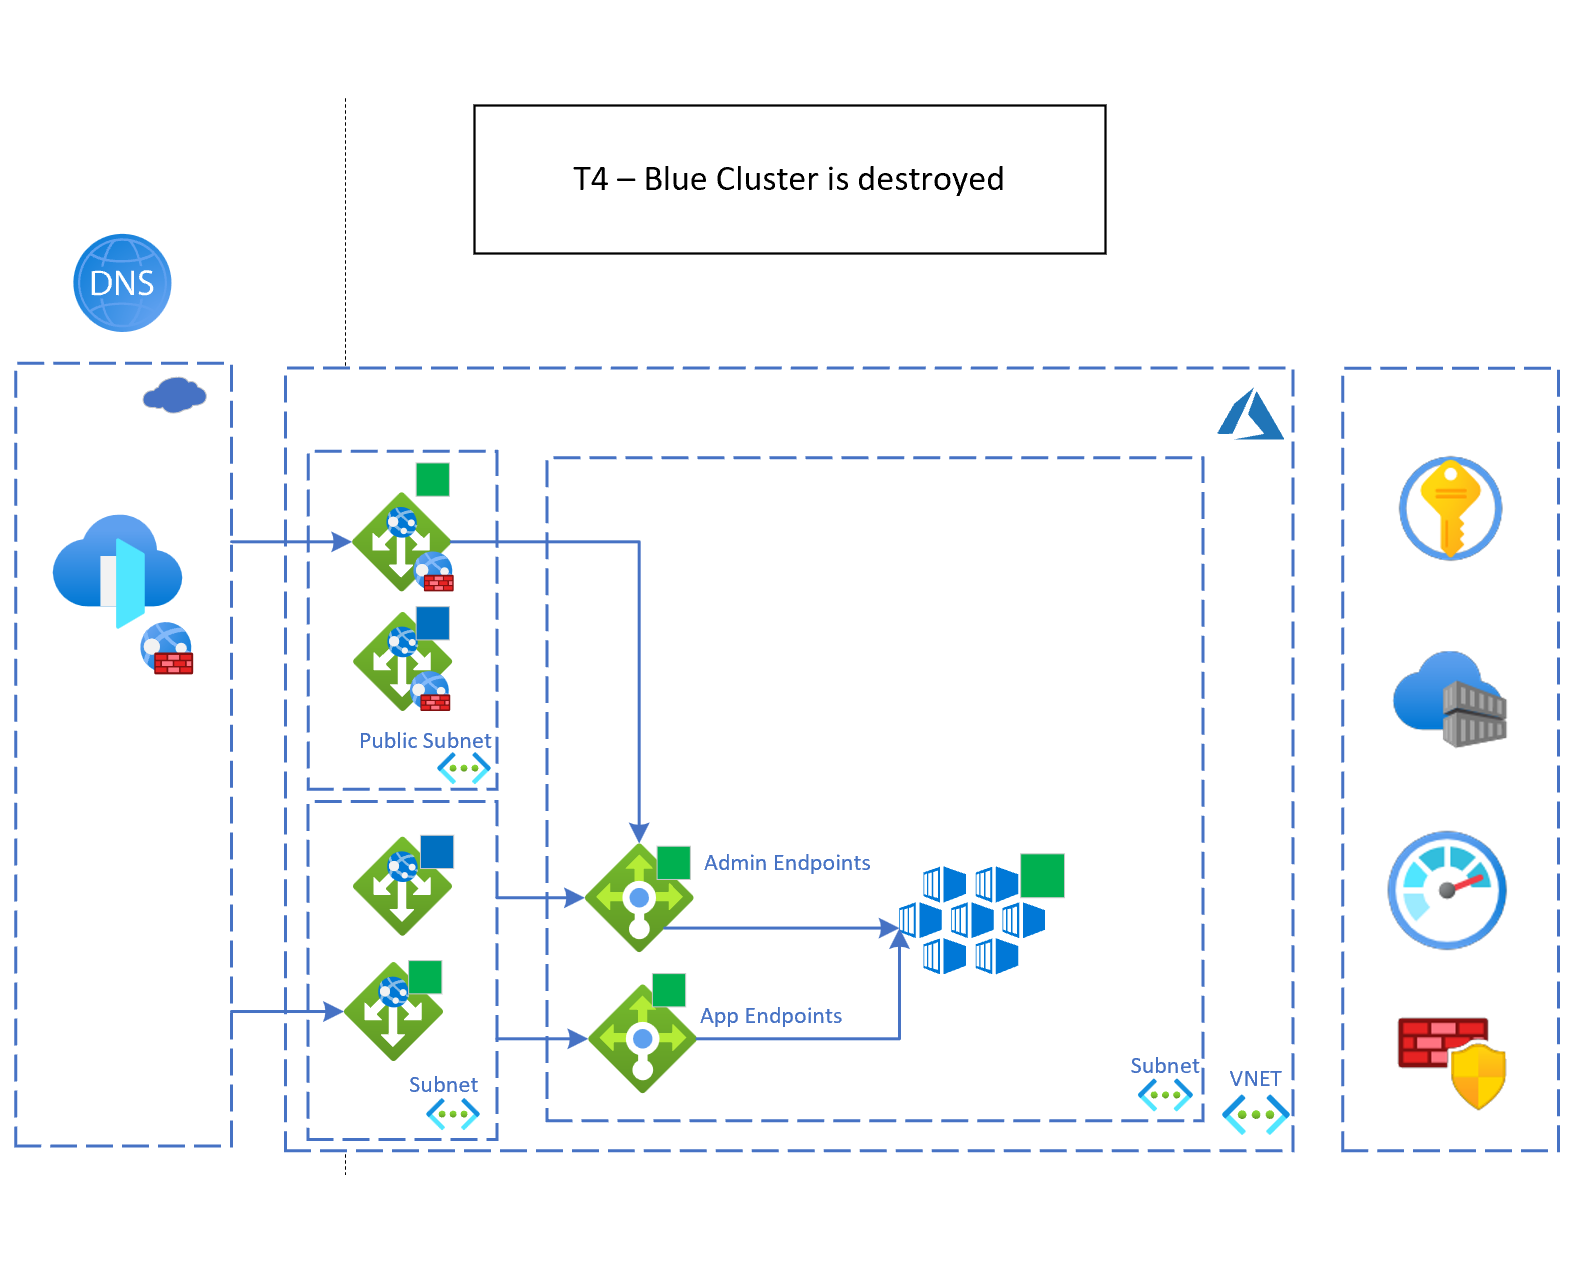 T4 – Blue Cluster is destroyed
DNS
Public Subnet
Admin Endpoints
App Endpoints
Subnet
Subnet
VNET